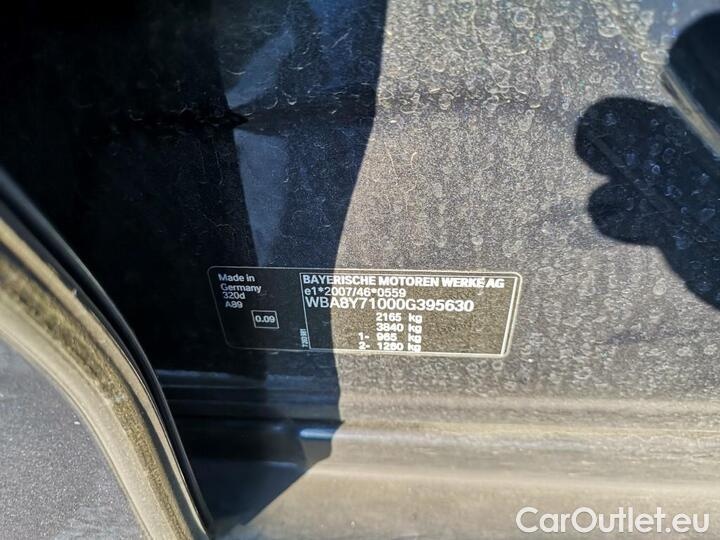 Made in
Germany
320d
A89
0.09
BAYERISCHE MOTOREN WERKE AG
e1*2007/46*0559
WBA8Y71000G395630
2165 kg
3840 kg
1- 965 kg
2- 1260 kg
CarOutlet.eu